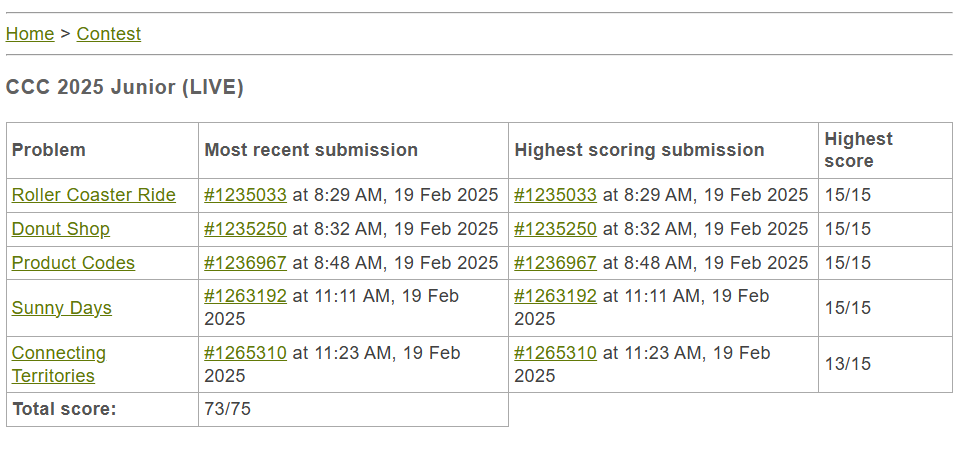 Home > Contest
CCC 2025 Junior (LIVE)
Problem Most recent submission Highest scoring submission Highest score
Roller Coaster Ride #1235033 at 8:29 AM, 19 Feb 2025 #1235033 at 8:29 AM, 19 Feb 2025 15/15
Donut Shop #1235250 at 8:32 AM, 19 Feb 2025 #1235250 at 8:32 AM, 19 Feb 2025 15/15
Product Codes #1236967 at 8:48 AM, 19 Feb 2025 #1236967 at 8:48 AM, 19 Feb 2025 15/15
Sunny Days #1263192 at 11:11 AM, 19 Feb 2025 #1263192 at 11:11 AM, 19 Feb 2025 15/15
Connecting Territories #1265310 at 11:23 AM, 19 Feb 2025 #1265310 at 11:23 AM, 19 Feb 2025 13/15
Total score: 73/75